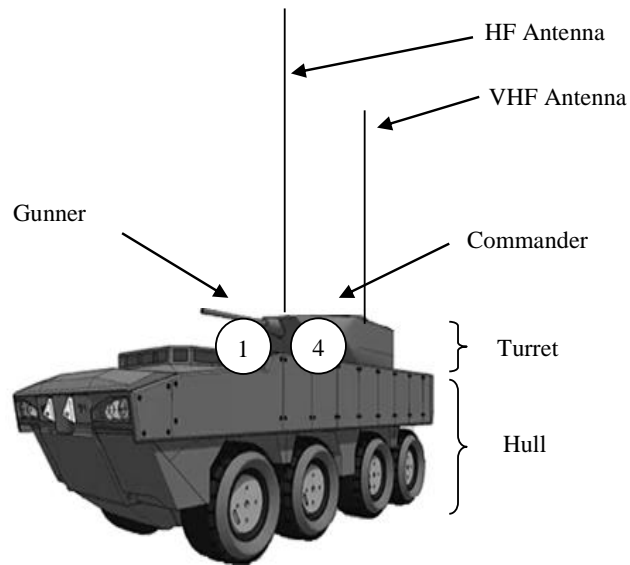 HF Antenna
VHF Antenna
Gunner
Commander
1
4
Turret
Hull